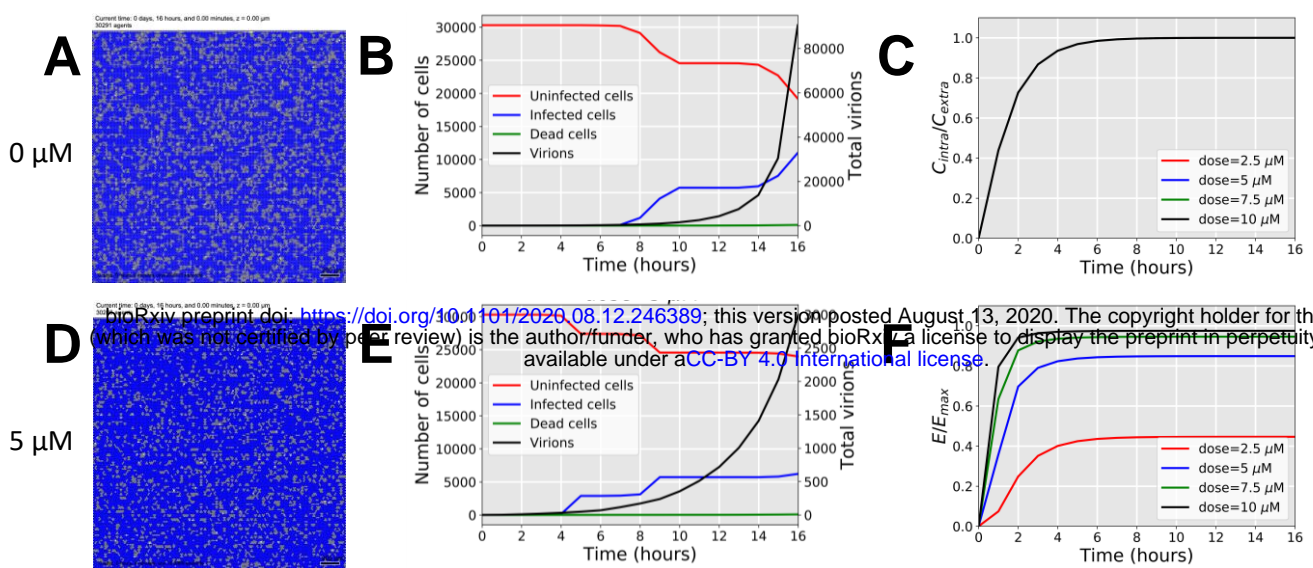 Current time: 0 days, 16 hours, and 0.00 minutes, z = 0.00 μm
30291 agents
A
0 μM
B
Number of cells
30000
25000
20000
15000
10000
5000
0
Uninfected cells
Infected cells
Dead cells
Virions
80000
60000
40000
20000
0
Total virions
0 2 4 6 8 10 12 14 16
Time (hours)
C
C_intra/C_extra
1.0
0.8
0.6
0.4
0.2
0.0
dose=2.5 μM
dose=5 μM
dose=7.5 μM
dose=10 μM
0 2 4 6 8 10 12 14 16
Time (hours)
Current time: 0 days, 16 hours, and 0.00 minutes, z = 0.00 μm
bioRxiv preprint doi: https://doi.org/10.1101/2020.08.12.246389; this version posted August 13, 2020. The copyright holder for th
(which was not certified by peer review) is the author/funder, who has granted bioRxiv a license to display the preprint in perpetuity
available under aCC-BY 4.0 International license.
D
5 μM
E
Number of cells
30000
25000
20000
15000
10000
5000
0
Uninfected cells
Infected cells
Dead cells
Virions
3000
2500
2000
1500
1000
500
0
Total virions
0 2 4 6 8 10 12 14 16
Time (hours)
F
E/E_max
1.0
0.8
0.6
0.4
0.2
0.0
dose=2.5 μM
dose=5 μM
dose=7.5 μM
dose=10 μM
0 2 4 6 8 10 12 14 16
Time (hours)